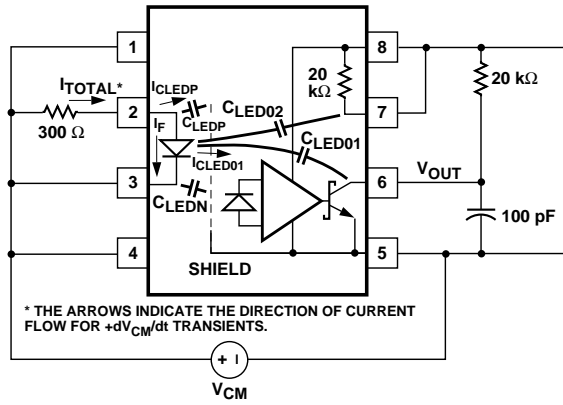 1
8
I_TOTAL*
300 Ω
2
I_CLEDP
C_LEDP
I_F
C_LED02
20
kΩ
20 kΩ
7
C_LED01
I_CLED01
3
C_LEDN
6
V_OUT
100 pF
4
SHIELD
5
* THE ARROWS INDICATE THE DIRECTION OF CURRENT
FLOW FOR +dV_CM/dt TRANSIENTS.
+ –
V_CM